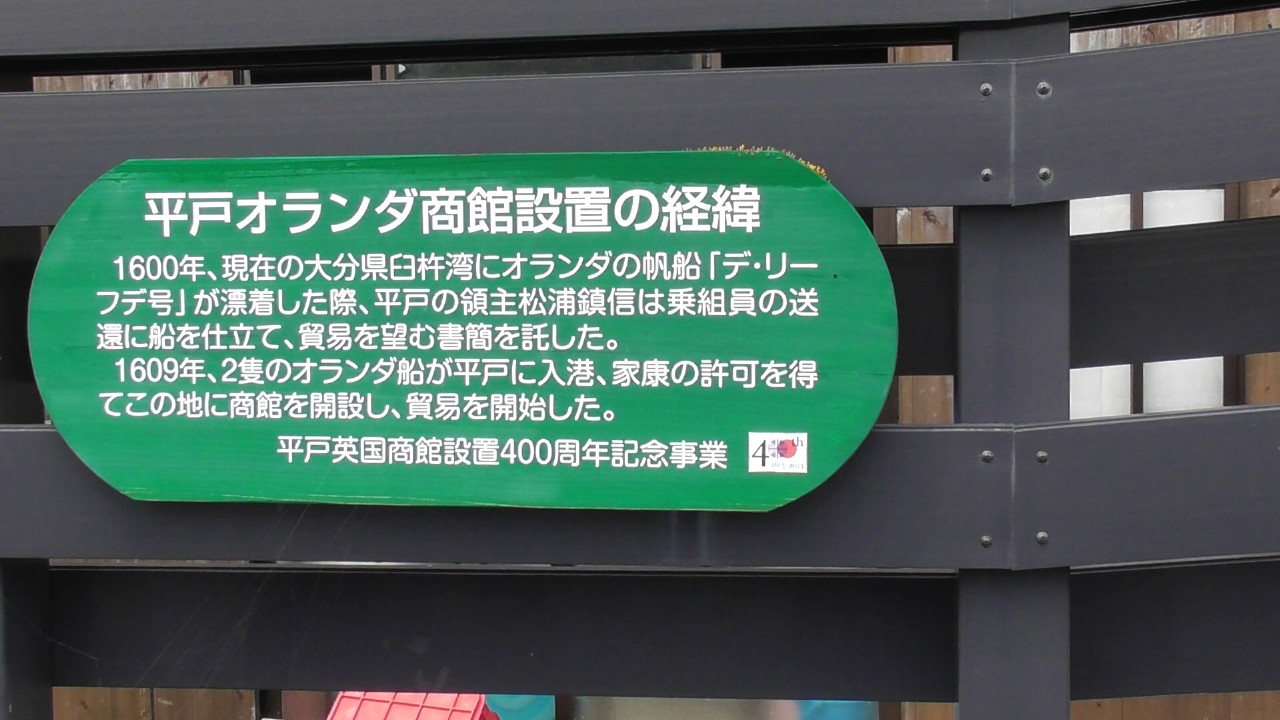 平戸オランダ商館設置の経緯
1600年、現在の大分県臼杵湾にオランダの帆船「デ・リー
フデ号」が漂着した際、平戸の領主松浦鎮信は乗組員の送
還に船を仕立て、貿易を望む書簡を託した。
1609年、2隻のオランダ船が平戸に入港、家康の許可を得
てこの地に商館を開設し、貿易を開始した。
平戸英国商館設置400周年記念事業